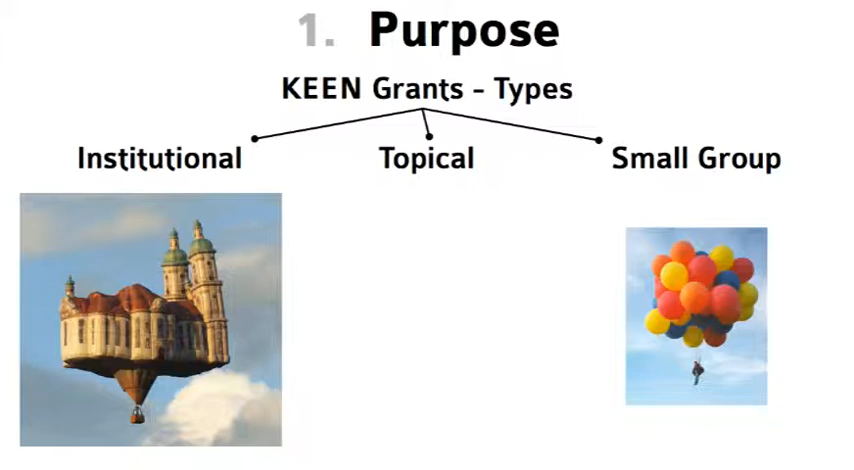 1. Purpose
KEEN Grants - Types
Institutional
Topical
Small Group